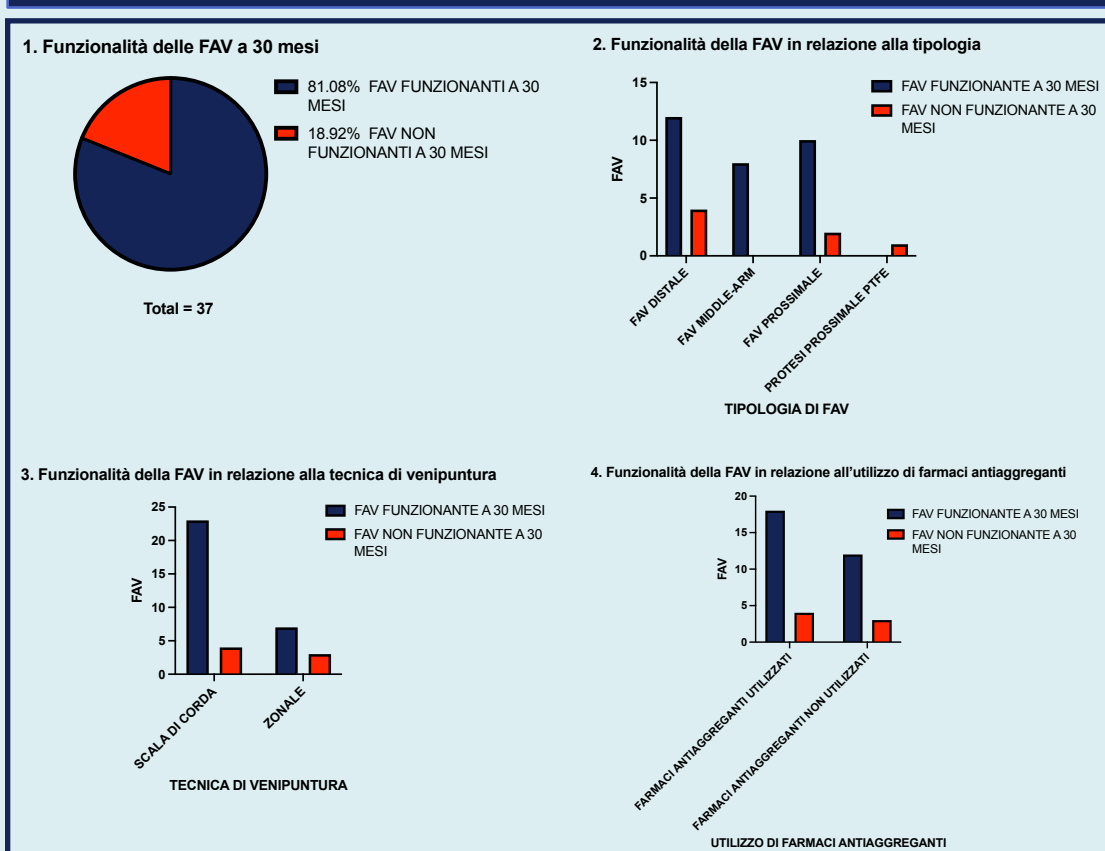 1. Funzionalità delle FAV a 30 mesi
81.08% FAV FUNZIONANTI A 30
MESI
18.92% FAV NON
FUNZIONANTI A 30 MESI
Total = 37
2. Funzionalità della FAV in relazione alla tipologia
15
10
5
0
FAV
FAV FUNZIONANTE A 30 MESI
FAV NON FUNZIONANTE A 30
MESI
FAV DISTALE
FAV MIDDLE-ARM
FAV PROSSIMALE
PROTESI PROSSIMALE PTFE
TIPOLOGIA DI FAV
3. Funzionalità della FAV in relazione alla tecnica di venipuntura
25
20
15
10
5
0
FAV
FAV FUNZIONANTE A 30 MESI
FAV NON FUNZIONANTE A 30
MESI
SCALA DI CORDA
ZONALE
TECNICA DI VENIPUNTURA
4. Funzionalità della FAV in relazione all'utilizzo di farmaci antiaggreganti
20
15
10
5
0
FAV
FAV FUNZIONANTE A 30 MESI
FAV NON FUNZIONANTE A 30
MESI
FARMACI ANTIAGGREGANTI UTILIZZATI
FARMACI ANTIAGGREGANTI NON UTILIZZATI
UTILIZZO DI FARMACI ANTIAGGREGANTI